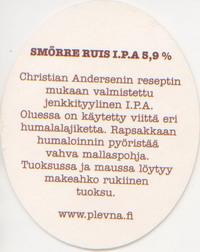 SMÖRRE RUIS I.P.A 5,9 %
Christian Andersenin reseptin
mukaan valmistettu
jenkkityylinen I.P.A.
Oluessa on käytetty viittä eri
humalalajiketta. Rapsakkaan
humaloinnin pyöristää
vahva mallaspohja.
Tuoksussa ja maussa löytyy
makeahko rukiinen
tuoksu.
www.plevna.fi